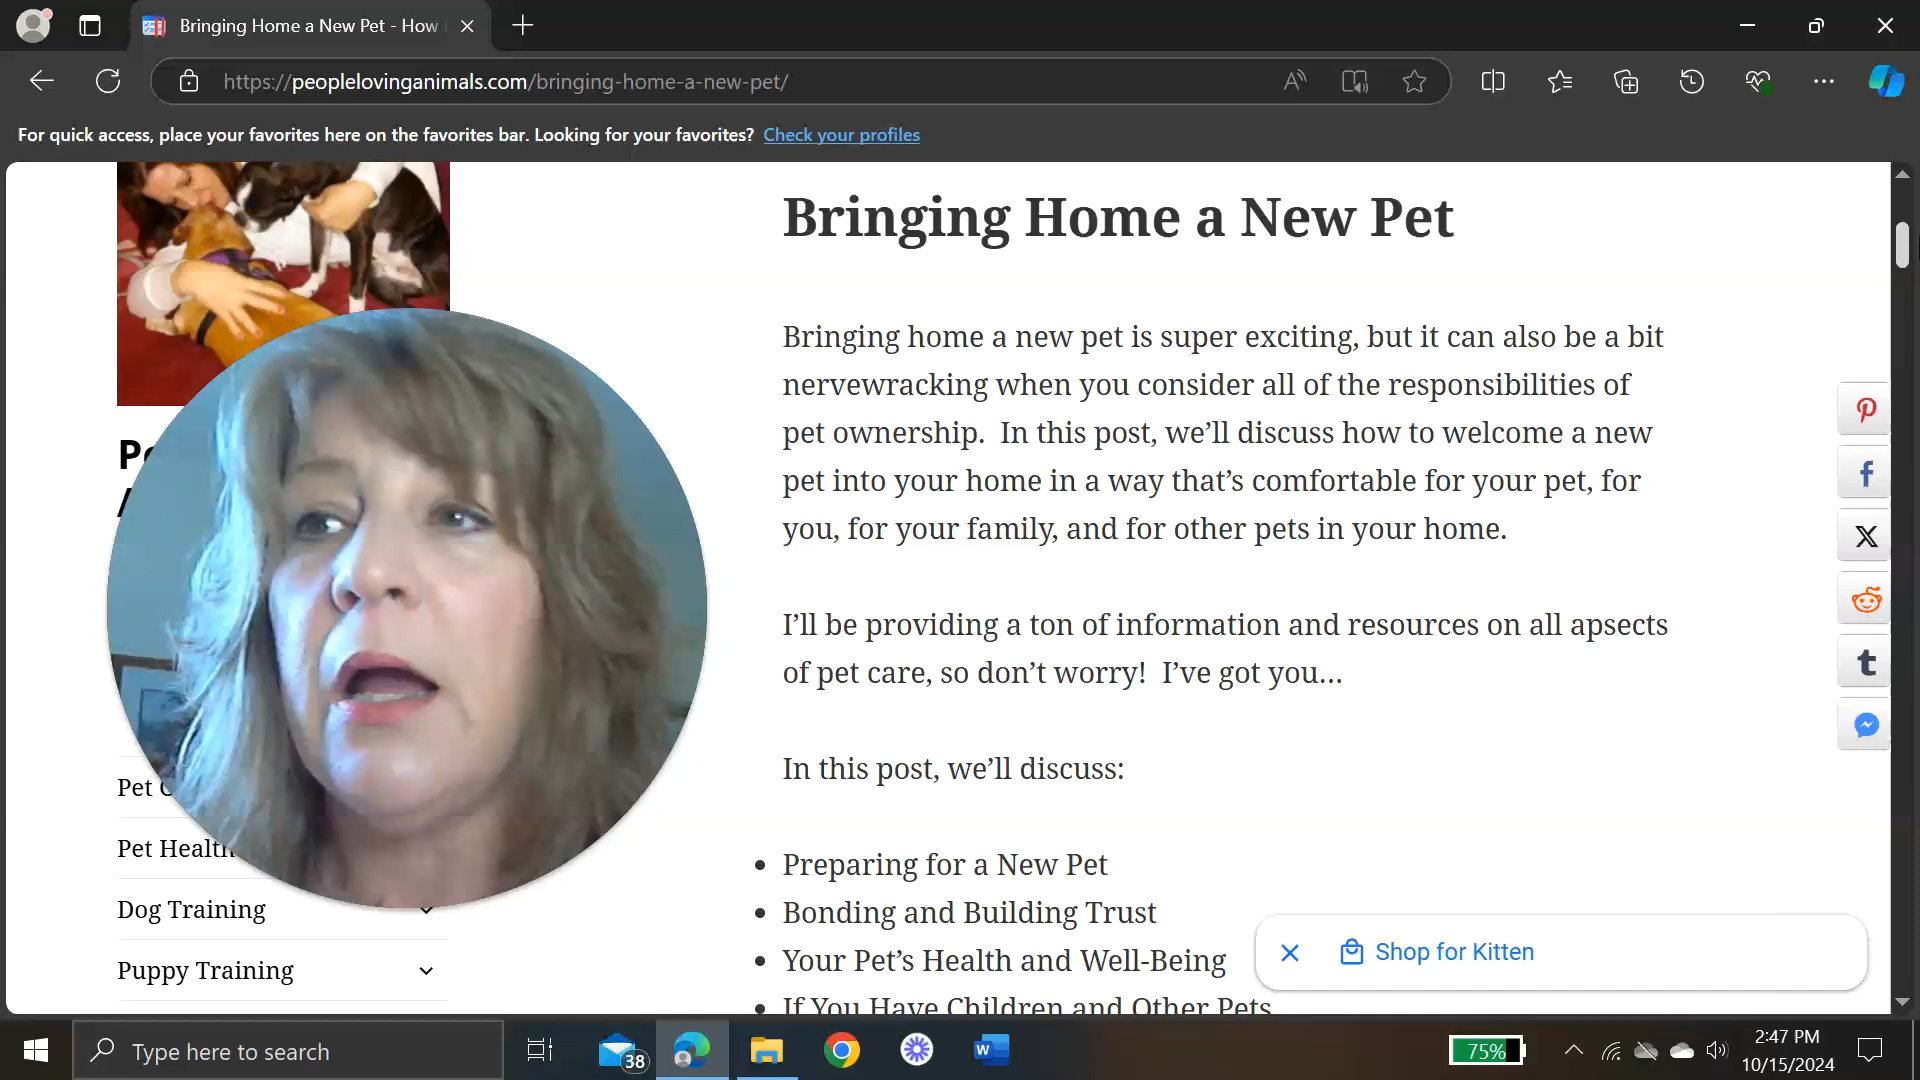 Bringing Home a New Pet - How
https://peoplelovinganimals.com/bringing-home-a-new-pet/
For quick access, place your favorites here on the favorites bar. Looking for your favorites? Check your profiles
Bringing Home a New Pet
Bringing home a new pet is super exciting, but it can also be a bit
nervewracking when you consider all of the responsibilities of
pet ownership. In this post, we’ll discuss how to welcome a new
pet into your home in a way that’s comfortable for your pet, for
you, for your family, and for other pets in your home.
I’ll be providing a ton of information and resources on all apsects
of pet care, so don’t worry! I’ve got you…
In this post, we’ll discuss:
Preparing for a New Pet
Bonding and Building Trust
Your Pet’s Health and Well-Being
If You Have Children and Other Pets
Pet
Pet Health
Dog Training
Puppy Training
Shop for Kitten
Type here to search
38
75%
2:47 PM
10/15/2024